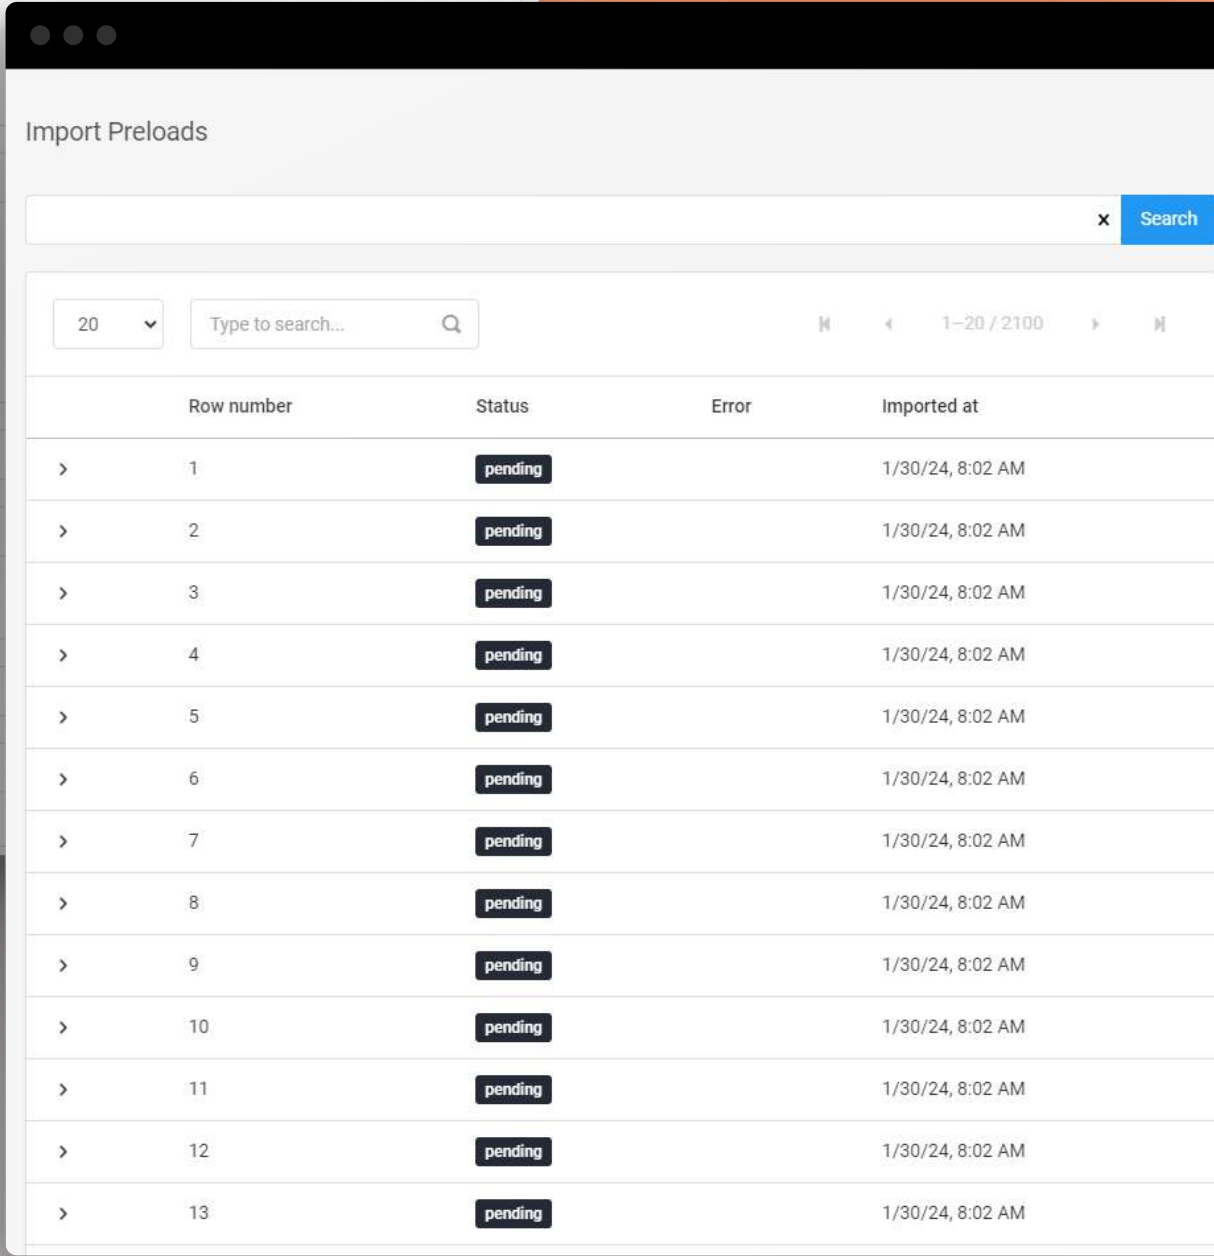 Import Preloads
× Search
20 Type to search... 1–20 / 2100
Row number Status Error Imported at
1 pending 1/30/24, 8:02 AM
2 pending 1/30/24, 8:02 AM
3 pending 1/30/24, 8:02 AM
4 pending 1/30/24, 8:02 AM
5 pending 1/30/24, 8:02 AM
6 pending 1/30/24, 8:02 AM
7 pending 1/30/24, 8:02 AM
8 pending 1/30/24, 8:02 AM
9 pending 1/30/24, 8:02 AM
10 pending 1/30/24, 8:02 AM
11 pending 1/30/24, 8:02 AM
12 pending 1/30/24, 8:02 AM
13 pending 1/30/24, 8:02 AM